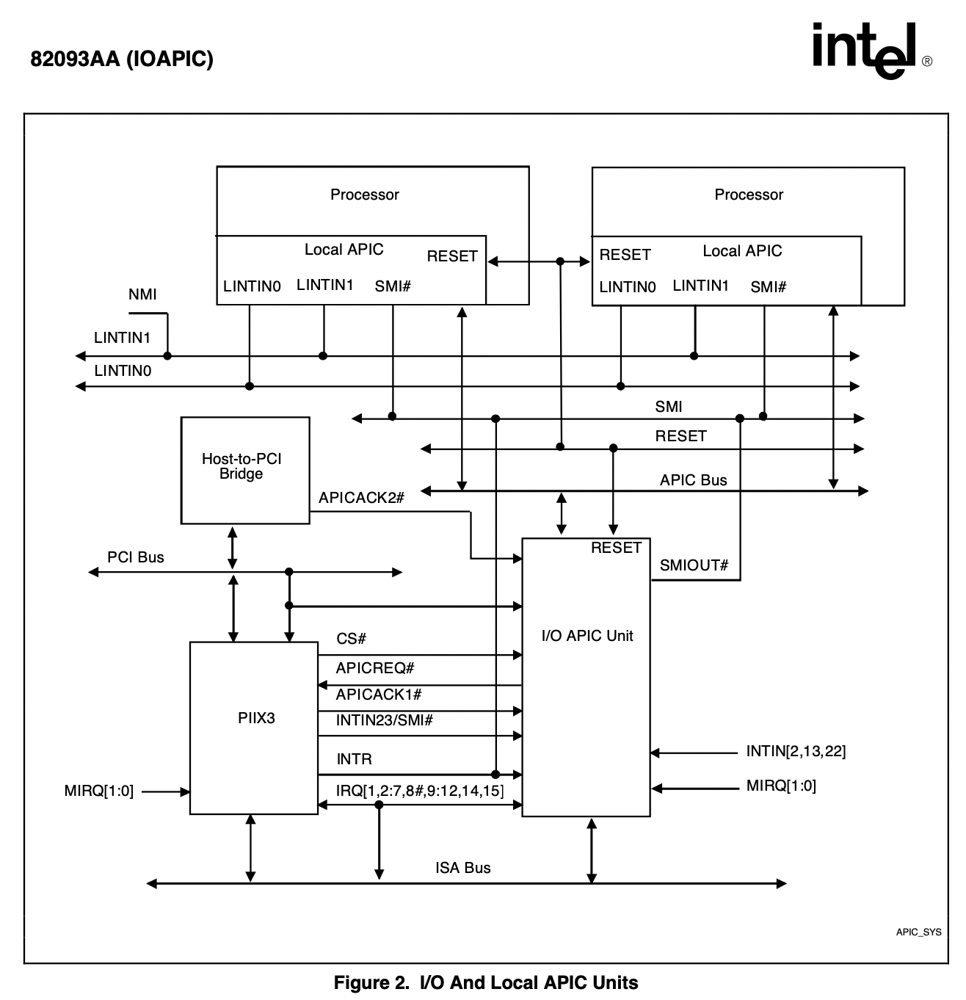 82093AA (IOAPIC)
intel®
Processor
Processor
Local APIC
RESET
LINTIN0
LINTIN1
SMI#
RESET
Local APIC
LINTIN0
LINTIN1
SMI#
NMI
LINTIN1
LINTIN0
SMI
RESET
APIC Bus
Host-to-PCI
Bridge
APICACK2#
PCI Bus
RESET
SMIOUT#
I/O APIC Unit
CS#
APICREQ#
APICACK1#
INTIN23/SMI#
PIIX3
INTR
INTIN[2,13,22]
MIRQ[1:0]
IRQ[1,2:7,8#,9:12,14,15]
MIRQ[1:0]
ISA Bus
APIC_SYS
Figure 2. I/O And Local APIC Units